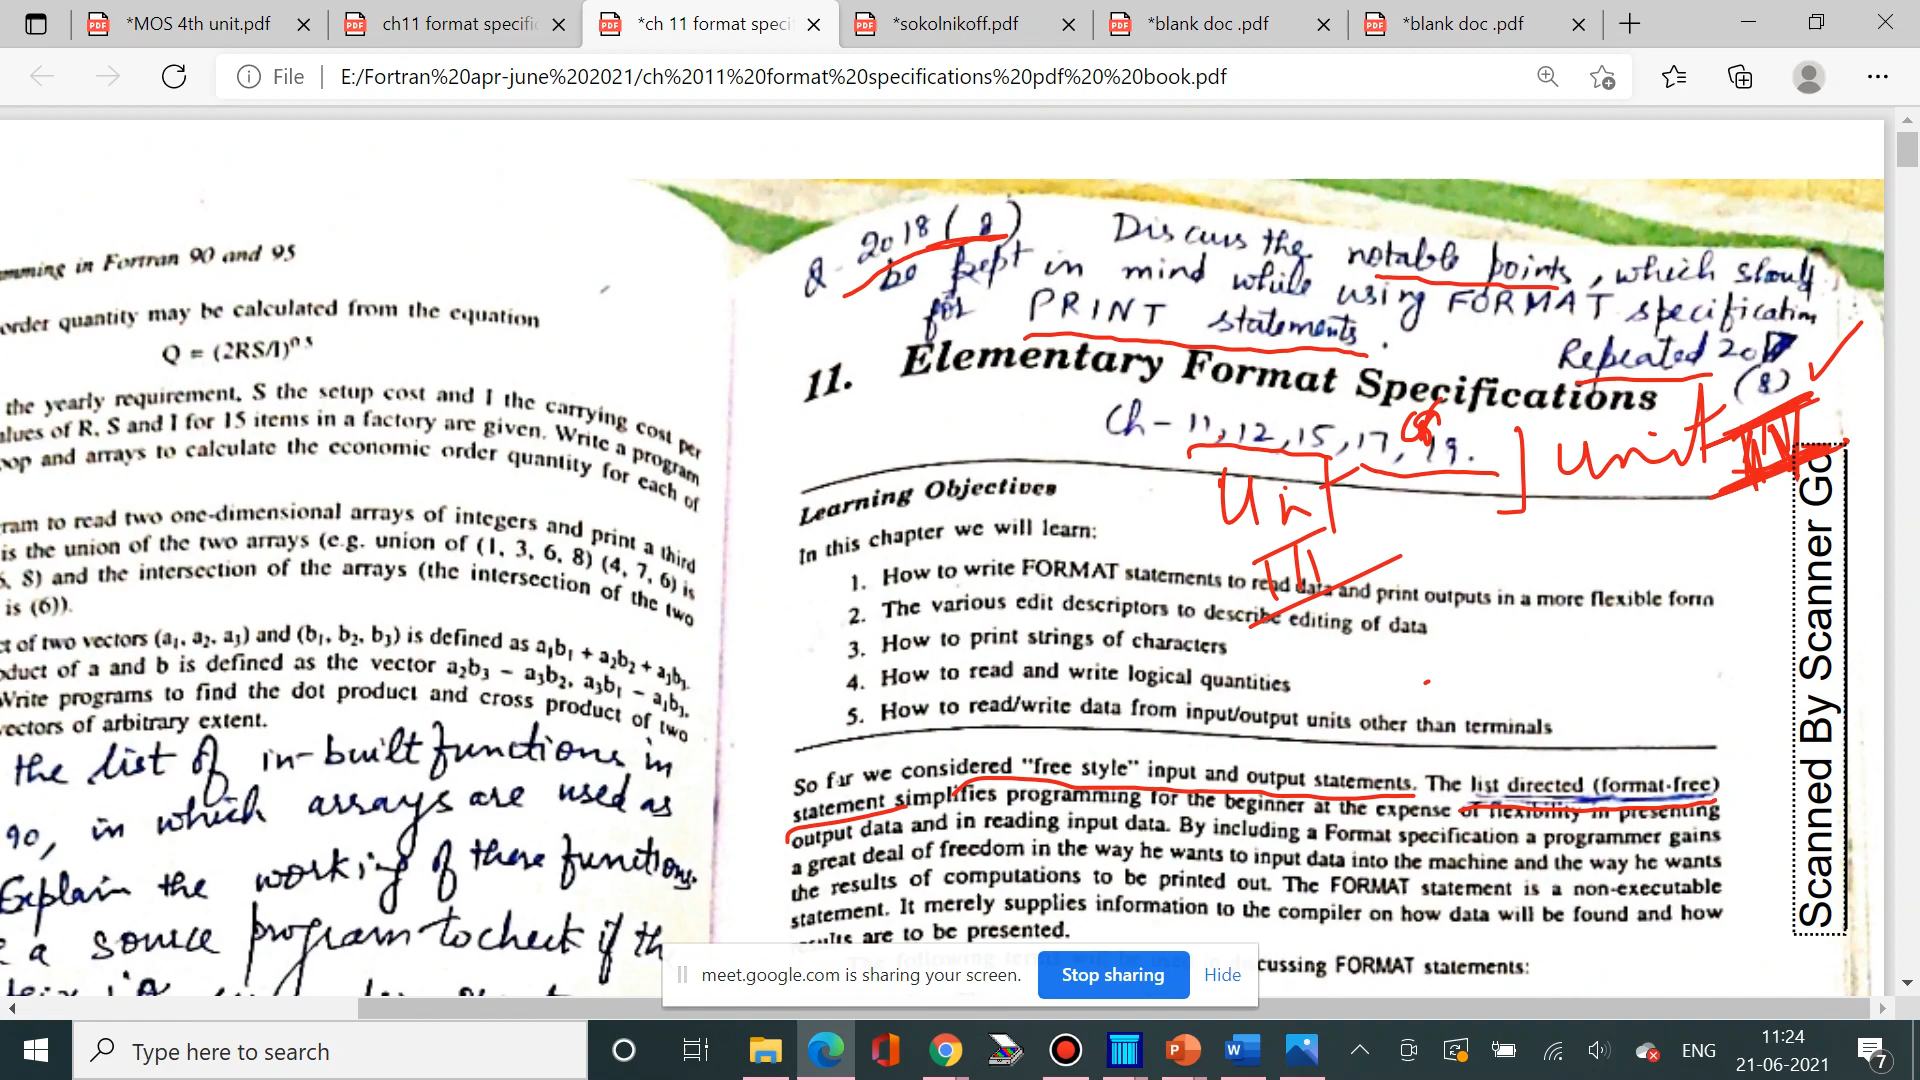 *MOS 4th unit.pdf
ch11 format specific
*ch 11 format speci
*sokolnikoff.pdf
*blank doc .pdf
*blank doc .pdf
File
E:/Fortran%20apr-june%202021/ch%2011%20format%20specifications%20pdf%20%20book.pdf
mming in Fortran 90 and 95
order quantity may be calculated from the equation
Q = (2RS/I)^0.5
the yearly requirement, S the setup cost and I the carrying cost per
alues of R, S and I for 15 items in a factory are given. Write a program
oop and arrays to calculate the economic order quantity for each of
ram to read two one-dimensional arrays of integers and print a third
is the union of the two arrays (e.g. union of (1, 3, 6, 8) (4, 7, 6) is
8) and the intersection of the arrays (the intersection of the two
is (6)).
ct of two vectors (a1, a2, a3) and (b1, b2, b3) is defined as a1b1 + a2b2 + a3b3.
oduct of a and b is defined as the vector a2b3 – a3b2, a3b1 – a1b3,
Write programs to find the dot product and cross product of two
vectors of arbitrary extent.
the list of in-built functions in
90, in which arrays are used as
Explain the working of these functions.
a source program to check if th
Q. 2018 (8) Discuss the notable points, which should
be kept in mind while using FORMAT specification
for PRINT statements.
Repeated
(8)
11. Elementary Format Specifications
Ch - 11, 12, 15, 17, 19. ] Unit IV
Unit
III
Learning Objectives
In this chapter we will learn:
1. How to write FORMAT statements to read data and print outputs in a more flexible form
2. The various edit descriptors to describe editing of data
3. How to print strings of characters
4. How to read and write logical quantities
5. How to read/write data from input/output units other than terminals
So far we considered "free style" input and output statements. The list directed (format-free)
statement simplifies programming for the beginner at the expense of flexibility in presenting
output data and in reading input data. By including a Format specification a programmer gains
a great deal of freedom in the way he wants to input data into the machine and the way he wants
the results of computations to be printed out. The FORMAT statement is a non-executable
statement. It merely supplies information to the compiler on how data will be found and how
results are to be presented.
cussing FORMAT statements:
Scanned By Scanner Go
meet.google.com is sharing your screen.
Stop sharing
Hide
Type here to search
ENG
11:24
21-06-2021
7